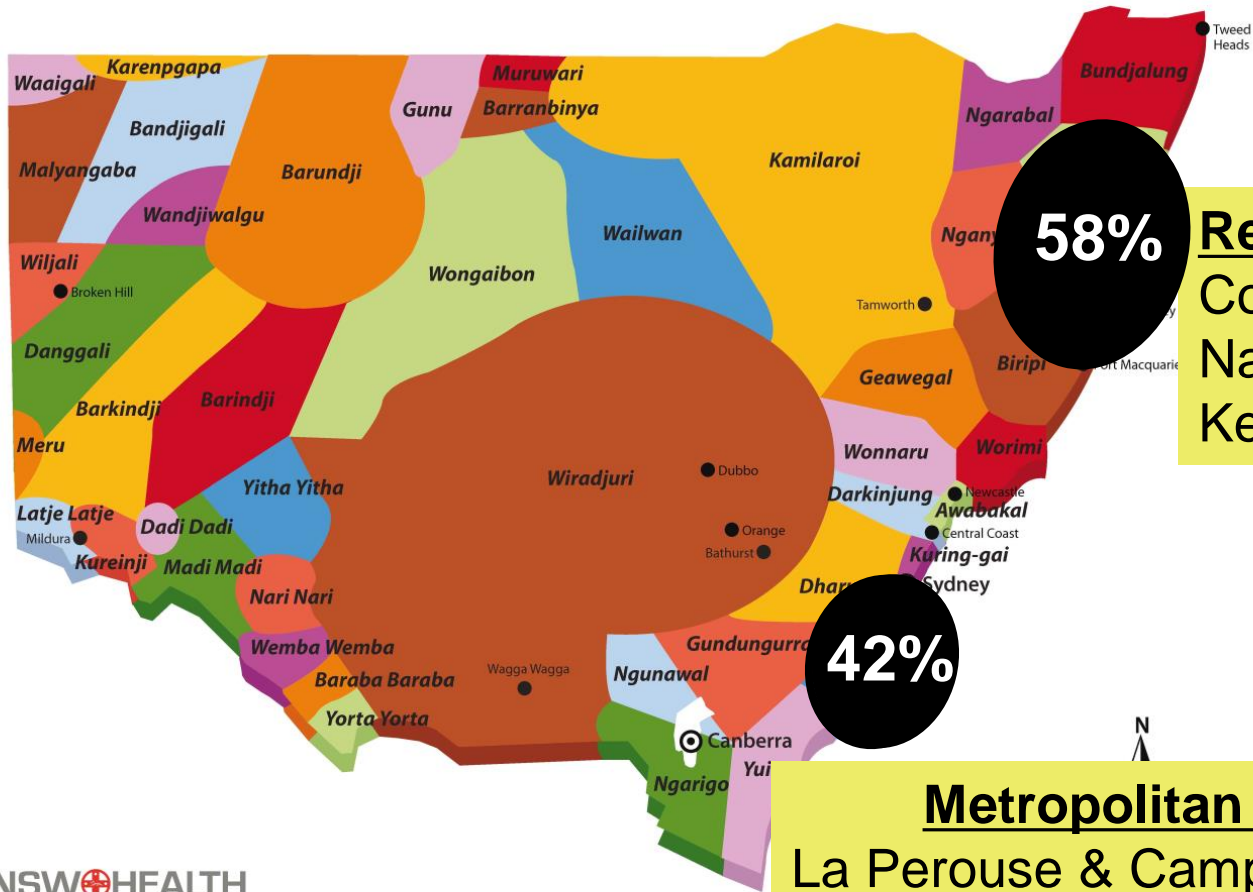 Tweed
Heads
Karenpgapa
Waaigali
Muruwari
Bundjalung
Gunu
Barranbinya
Ngarabal
Bandjigali
Kamilaroi
Malyangaba
Barundji
Wandjiwalgu
Wailwan
58%
Wiljali
Wongaibon
Broken Hill
Tamworth
Danggali
Geawegal
Biripi
Macquarie
Barkindji
Barindji
Meru
Wonnaru
Worimi
Yitha Yitha
Wiradjuri
Dubbo
Darkinjung
Newcastle
Latje Latje
Dadi Dadi
Awabakal
Mildura
Orange
Central Coast
Kureinji
Madi Madi
Bathurst
Kuring-gai
Nari Nari
Sydney
Wemba Wemba
Gundungurra
42%
Baraba Baraba
Wagga Wagga
Ngunawal
Yorta Yorta
Canberra
N
Ngarigo
Metropolitan
La Perouse &
NSW HEALTH